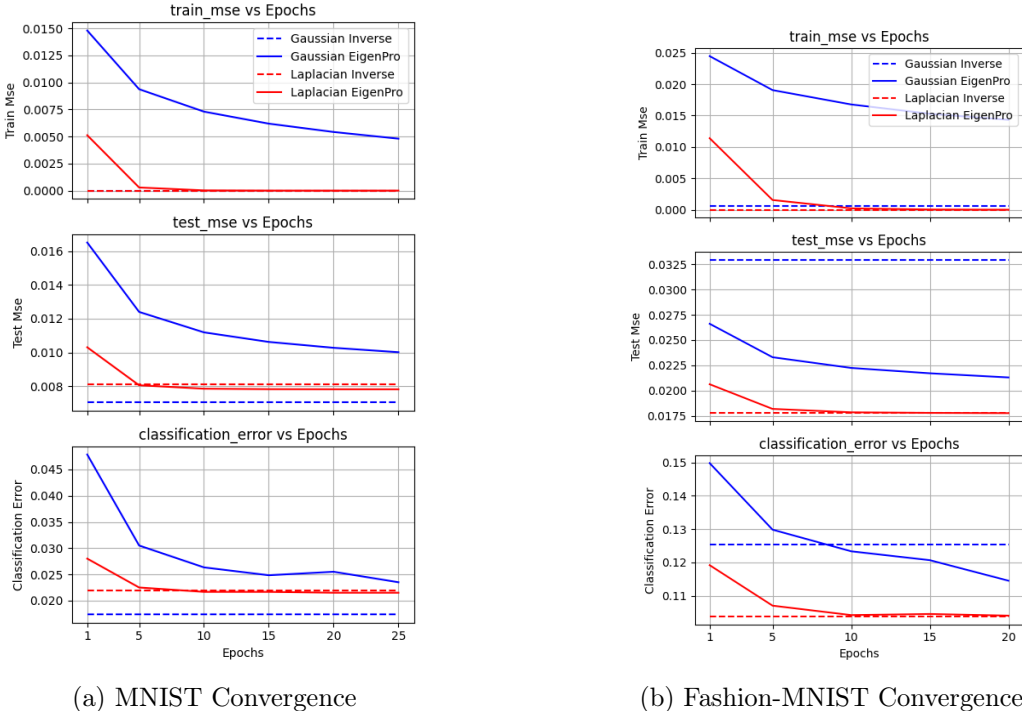 train_mse vs Epochs
0.0150
0.0125
0.0100
0.0075
0.0050
0.0025
0.0000
Train Mse
Gaussian Inverse
Gaussian EigenPro
Laplacian Inverse
Laplacian EigenPro
test_mse vs Epochs
0.016
0.014
0.012
0.010
0.008
Test Mse
classification_error vs Epochs
0.045
0.040
0.035
0.030
0.025
0.020
Classification Error
1 5 10 15 20 25
Epochs
(a) MNIST Convergence
train_mse vs Epochs
0.025
0.020
0.015
0.010
0.005
0.000
Train Mse
Gaussian Inverse
Gaussian EigenPro
Laplacian Inverse
Laplacian EigenPro
test_mse vs Epochs
0.0325
0.0300
0.0275
0.0250
0.0225
0.0200
0.0175
Test Mse
classification_error vs Epochs
0.15
0.14
0.13
0.12
0.11
Classification Error
1 5 10 15 20
Epochs
(b) Fashion-MNIST Convergence